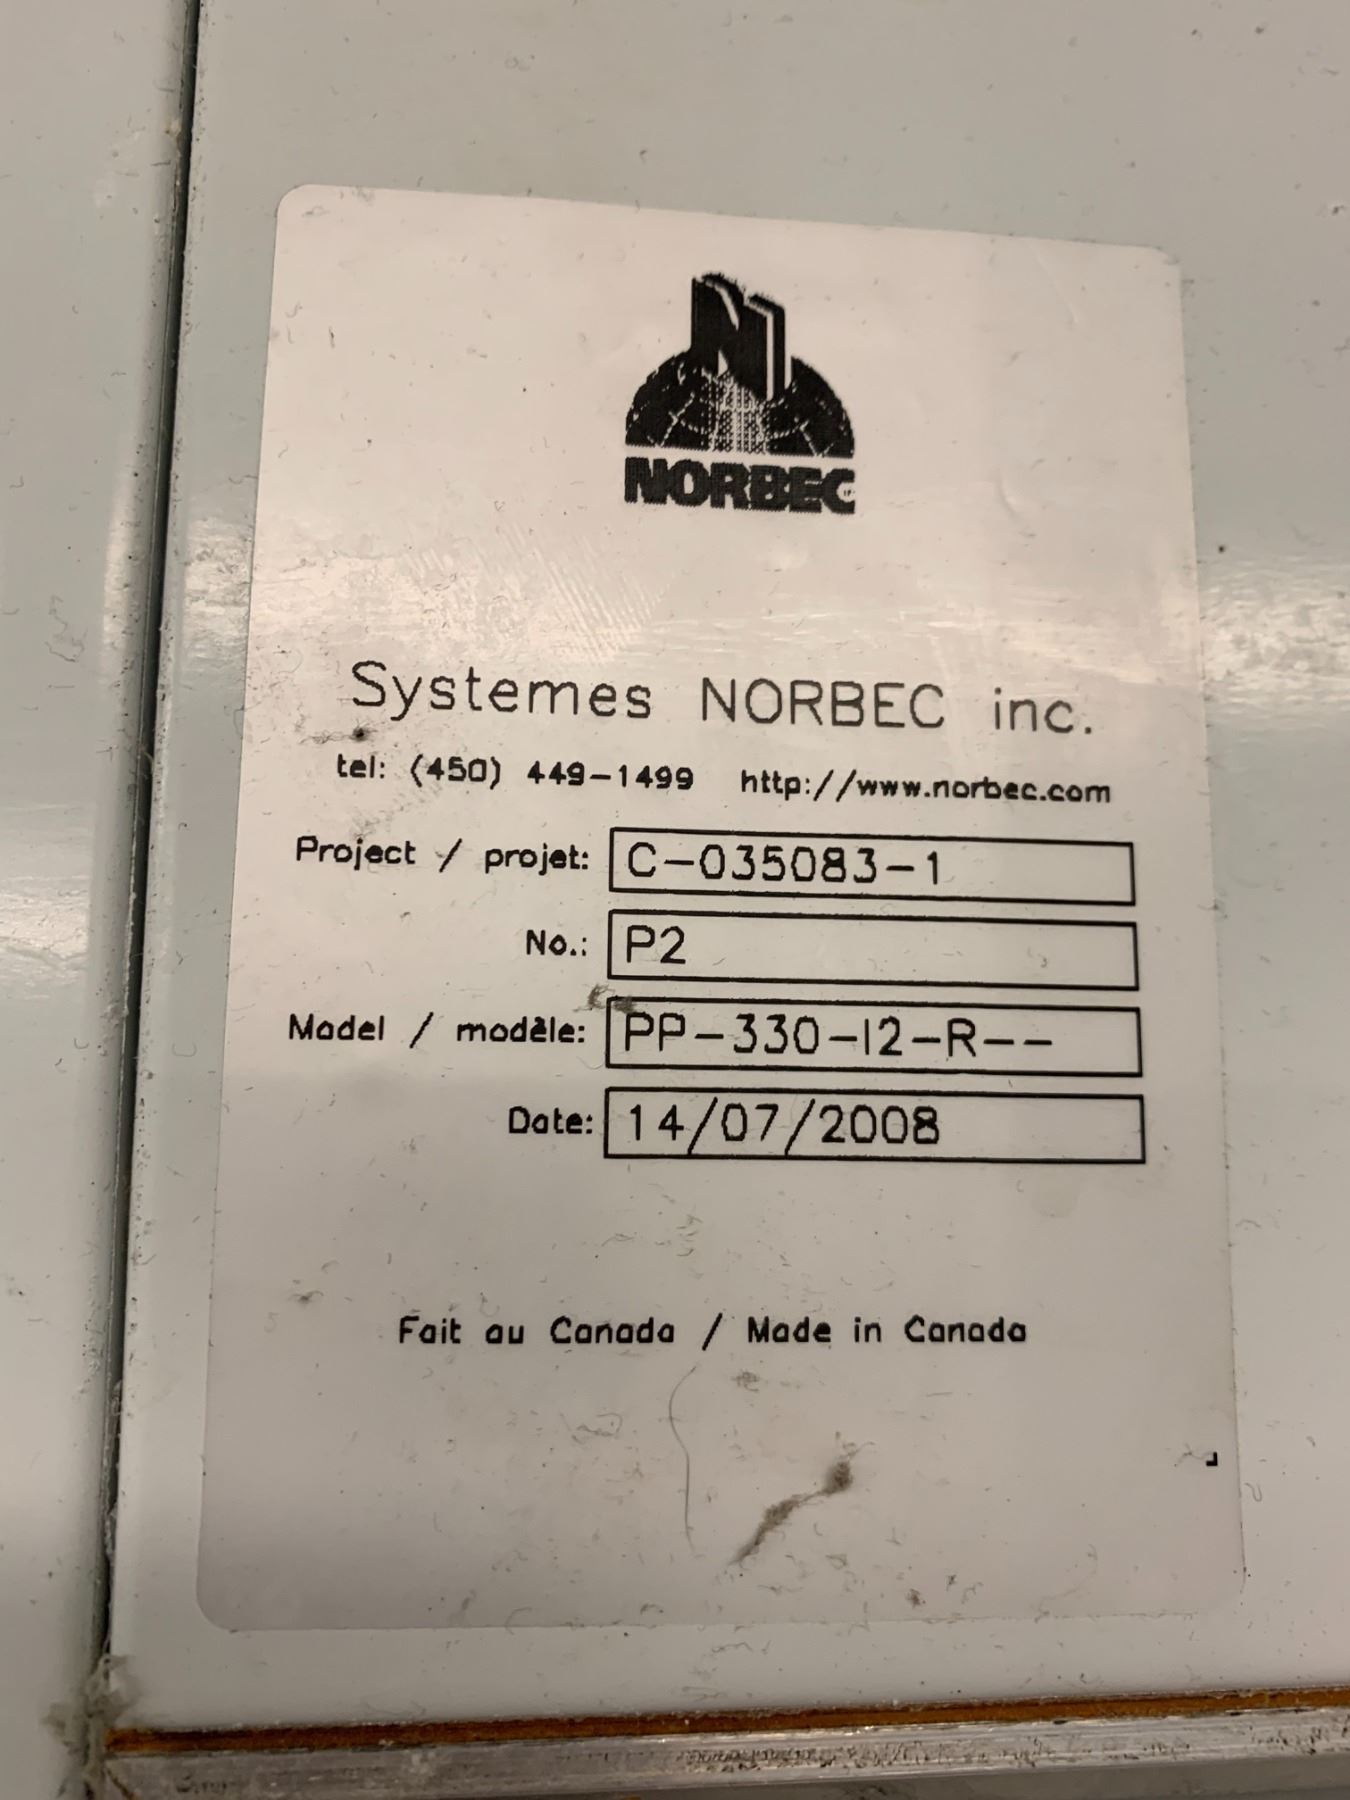 N
NORBEC
Systemes NORBEC inc.
tel: (450) 449-1499 http://www.norbec.com
Project / projet: C-035083-1
No.: P2
Model / modèle: PP-330-I2-R--
Date: 14/07/2008
Fait au Canada / Made in Canada